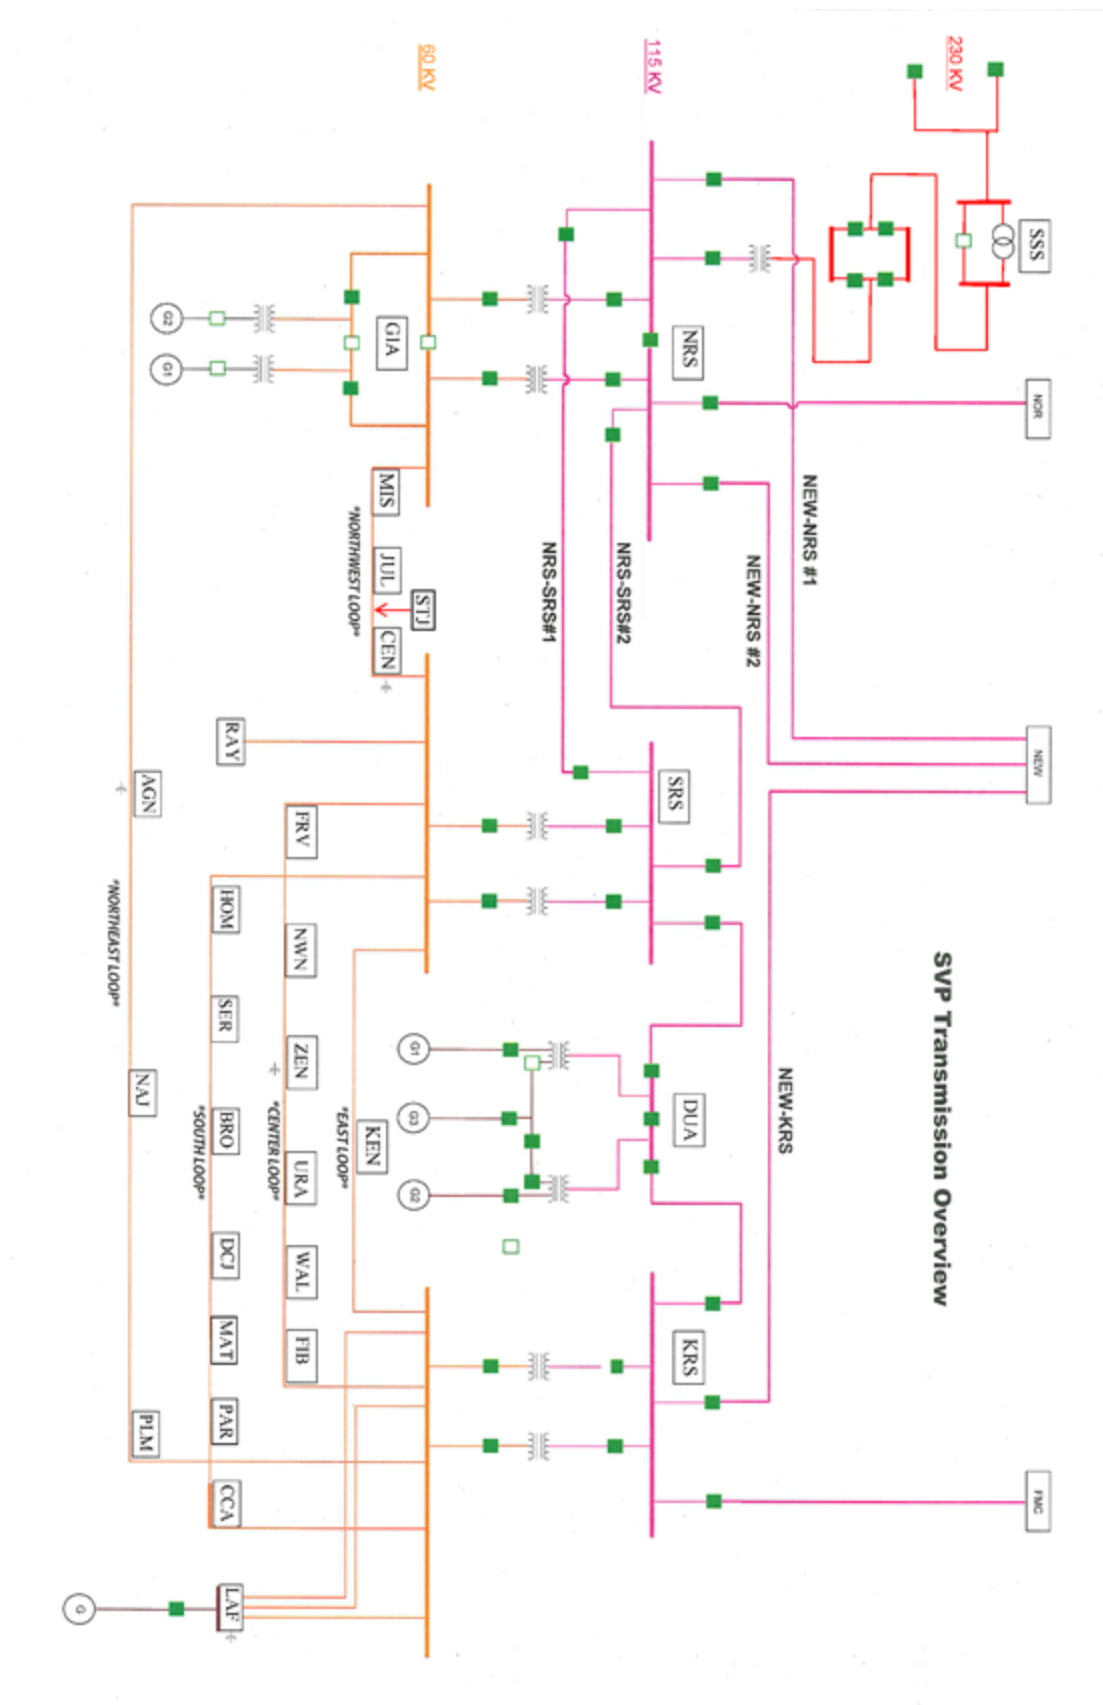 SVP Transmission Overview
230 KV
SSS
NOR
NEW
FMC
NEW-NRS #1
NEW-NRS #2
NEW-KRS
115 KV
NRS
SRS
DUA
KRS
NRS-SRS#2
NRS-SRS#1
G1
G3
G2
60 KV
GIA
G2
G1
MIS
JUL
STJ
CEN
*NORTHWEST LOOP*
KEN
*EAST LOOP*
RAY
FRV
NWN
ZEN
URA
WAL
FIB
*CENTER LOOP*
HOM
SER
BRO
DCJ
MAT
PAR
CCA
*SOUTH LOOP*
LAF
G
AGN
NAJ
PLM
*NORTHEAST LOOP*